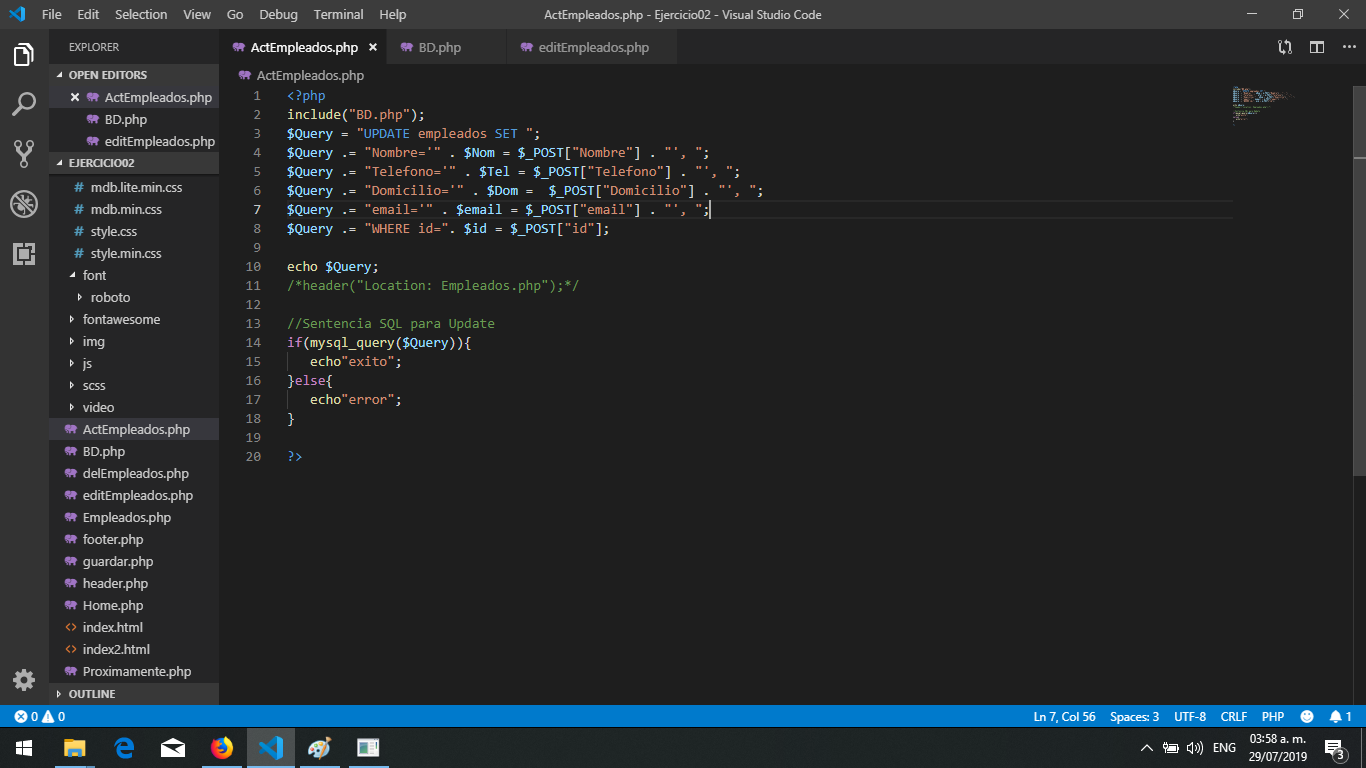 File Edit Selection View Go Debug Terminal Help ActEmpleados.php - Ejercicio02 - Visual Studio Code
EXPLORER
OPEN EDITORS
ActEmpleados.php
BD.php
editEmpleados.php
EJERCICIO02
mdb.lite.min.css
mdb.min.css
style.css
style.min.css
font
roboto
fontawesome
img
js
scss
video
ActEmpleados.php
BD.php
delEmpleados.php
editEmpleados.php
Empleados.php
footer.php
guardar.php
header.php
Home.php
index.html
index2.html
Proximamente.php
OUTLINE
ActEmpleados.php BD.php editEmpleados.php
ActEmpleados.php
1 <?php
2 include("BD.php");
3 $Query = "UPDATE empleados SET ";
4 $Query .= "Nombre='" . $Nom = $_POST["Nombre"] . "', ";
5 $Query .= "Telefono='" . $Tel = $_POST["Telefono"] . "', ";
6 $Query .= "Domicilio='" . $Dom =  $_POST["Domicilio"] . "', ";
7 $Query .= "email='" . $email = $_POST["email"] . "', ";
8 $Query .= "WHERE id=". $id = $_POST["id"];
9
10 echo $Query;
11 /*header("Location: Empleados.php");*/
12
13 //Sentencia SQL para Update
14 if(mysql_query($Query)){
15    echo"exito";
16 }else{
17    echo"error";
18 }
19
20 ?>
0 0 Ln 7, Col 56 Spaces: 3 UTF-8 CRLF PHP 1
ENG 03:58 a. m. 3
29/07/2019